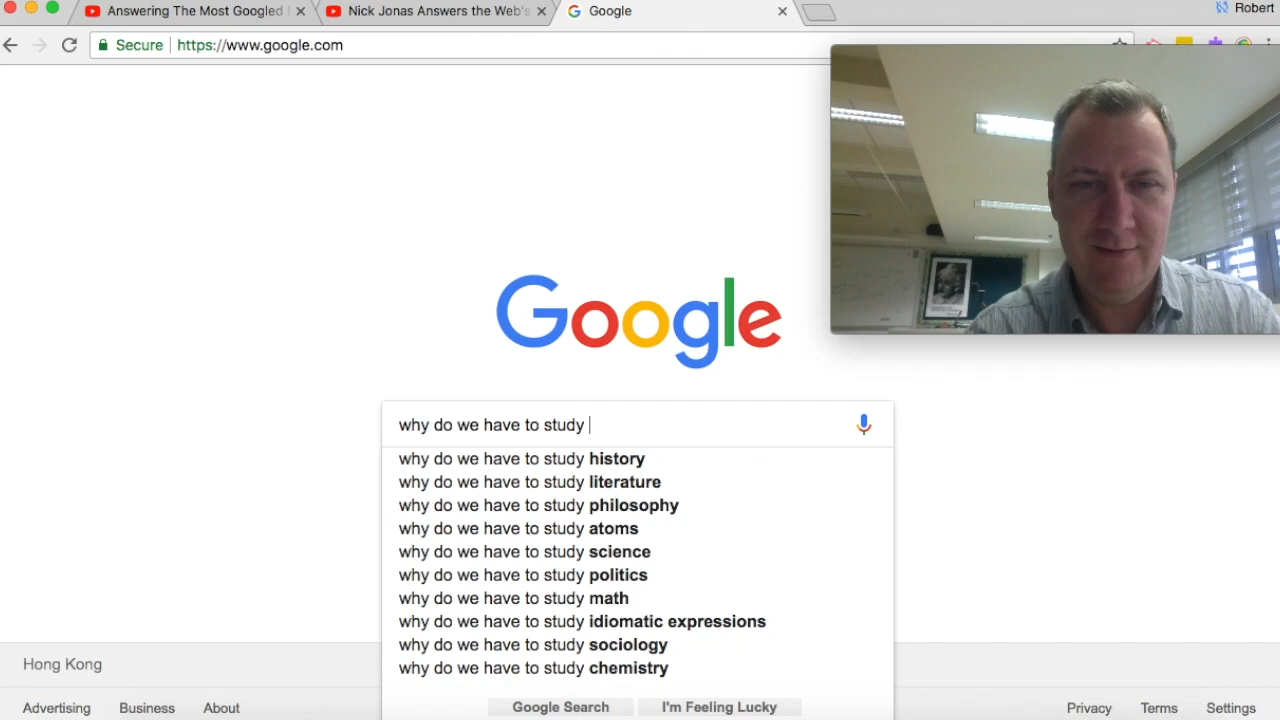 Answering The Most Googled
Nick Jonas Answers the Web's
Google
Robert
Secure
https://www.google.com
Google
why do we have to study
why do we have to study history
why do we have to study literature
why do we have to study philosophy
why do we have to study atoms
why do we have to study science
why do we have to study politics
why do we have to study math
why do we have to study idiomatic expressions
why do we have to study sociology
why do we have to study chemistry
Google Search
I'm Feeling Lucky
Hong Kong
Advertising
Business
About
Privacy
Terms
Settings